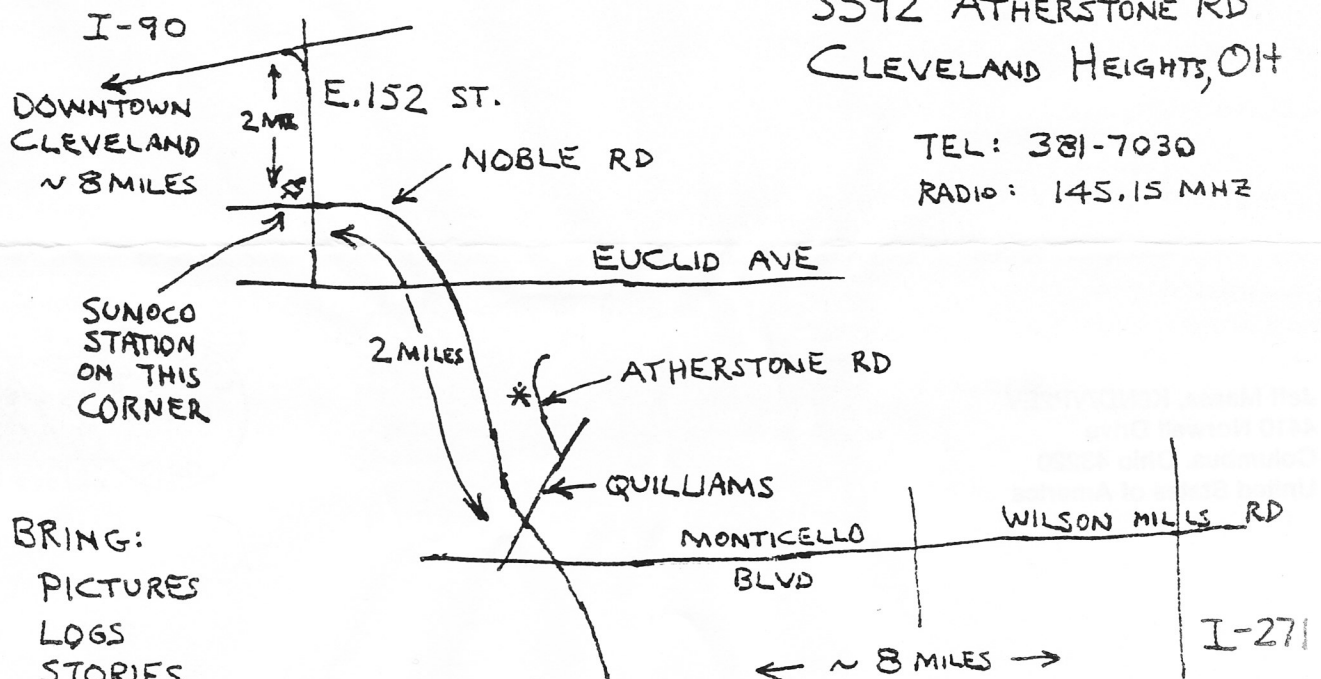 3592 ATHERSTONE RD
CLEVELAND HEIGHTS, OH
TEL: 381-7030
RADIO: 145.15 MHZ
I-90
DOWNTOWN
CLEVELAND
~ 8 MILES
2 MI
E.152 ST.
NOBLE RD
EUCLID AVE
SUNOCO
STATION
ON THIS
CORNER
2 MILES
* ATHERSTONE RD
QUILLIAMS
MONTICELLO
BLVD
WILSON MILLS RD
BRING:
PICTURES
LOGS
STORIES
~ 8 MILES
I-271